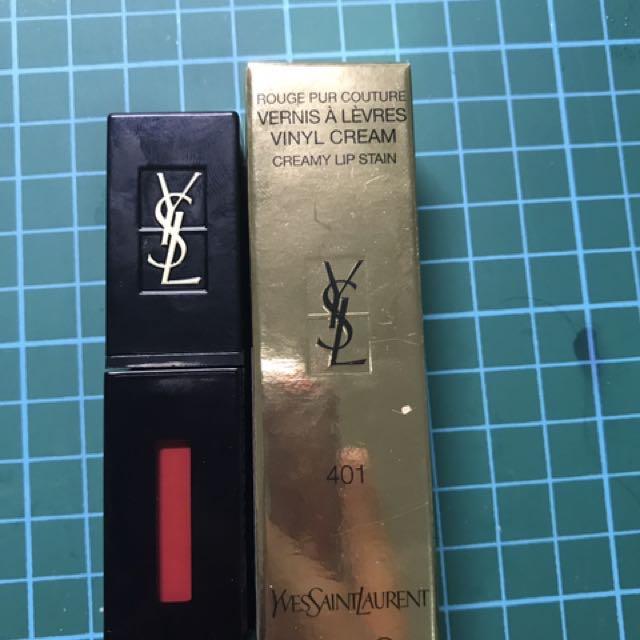 YSL
ROUGE PUR COUTURE
VERNIS À LÈVRES
VINYL CREAM
CREAMY LIP STAIN
YSL
401
YVESSAINTLAURENT